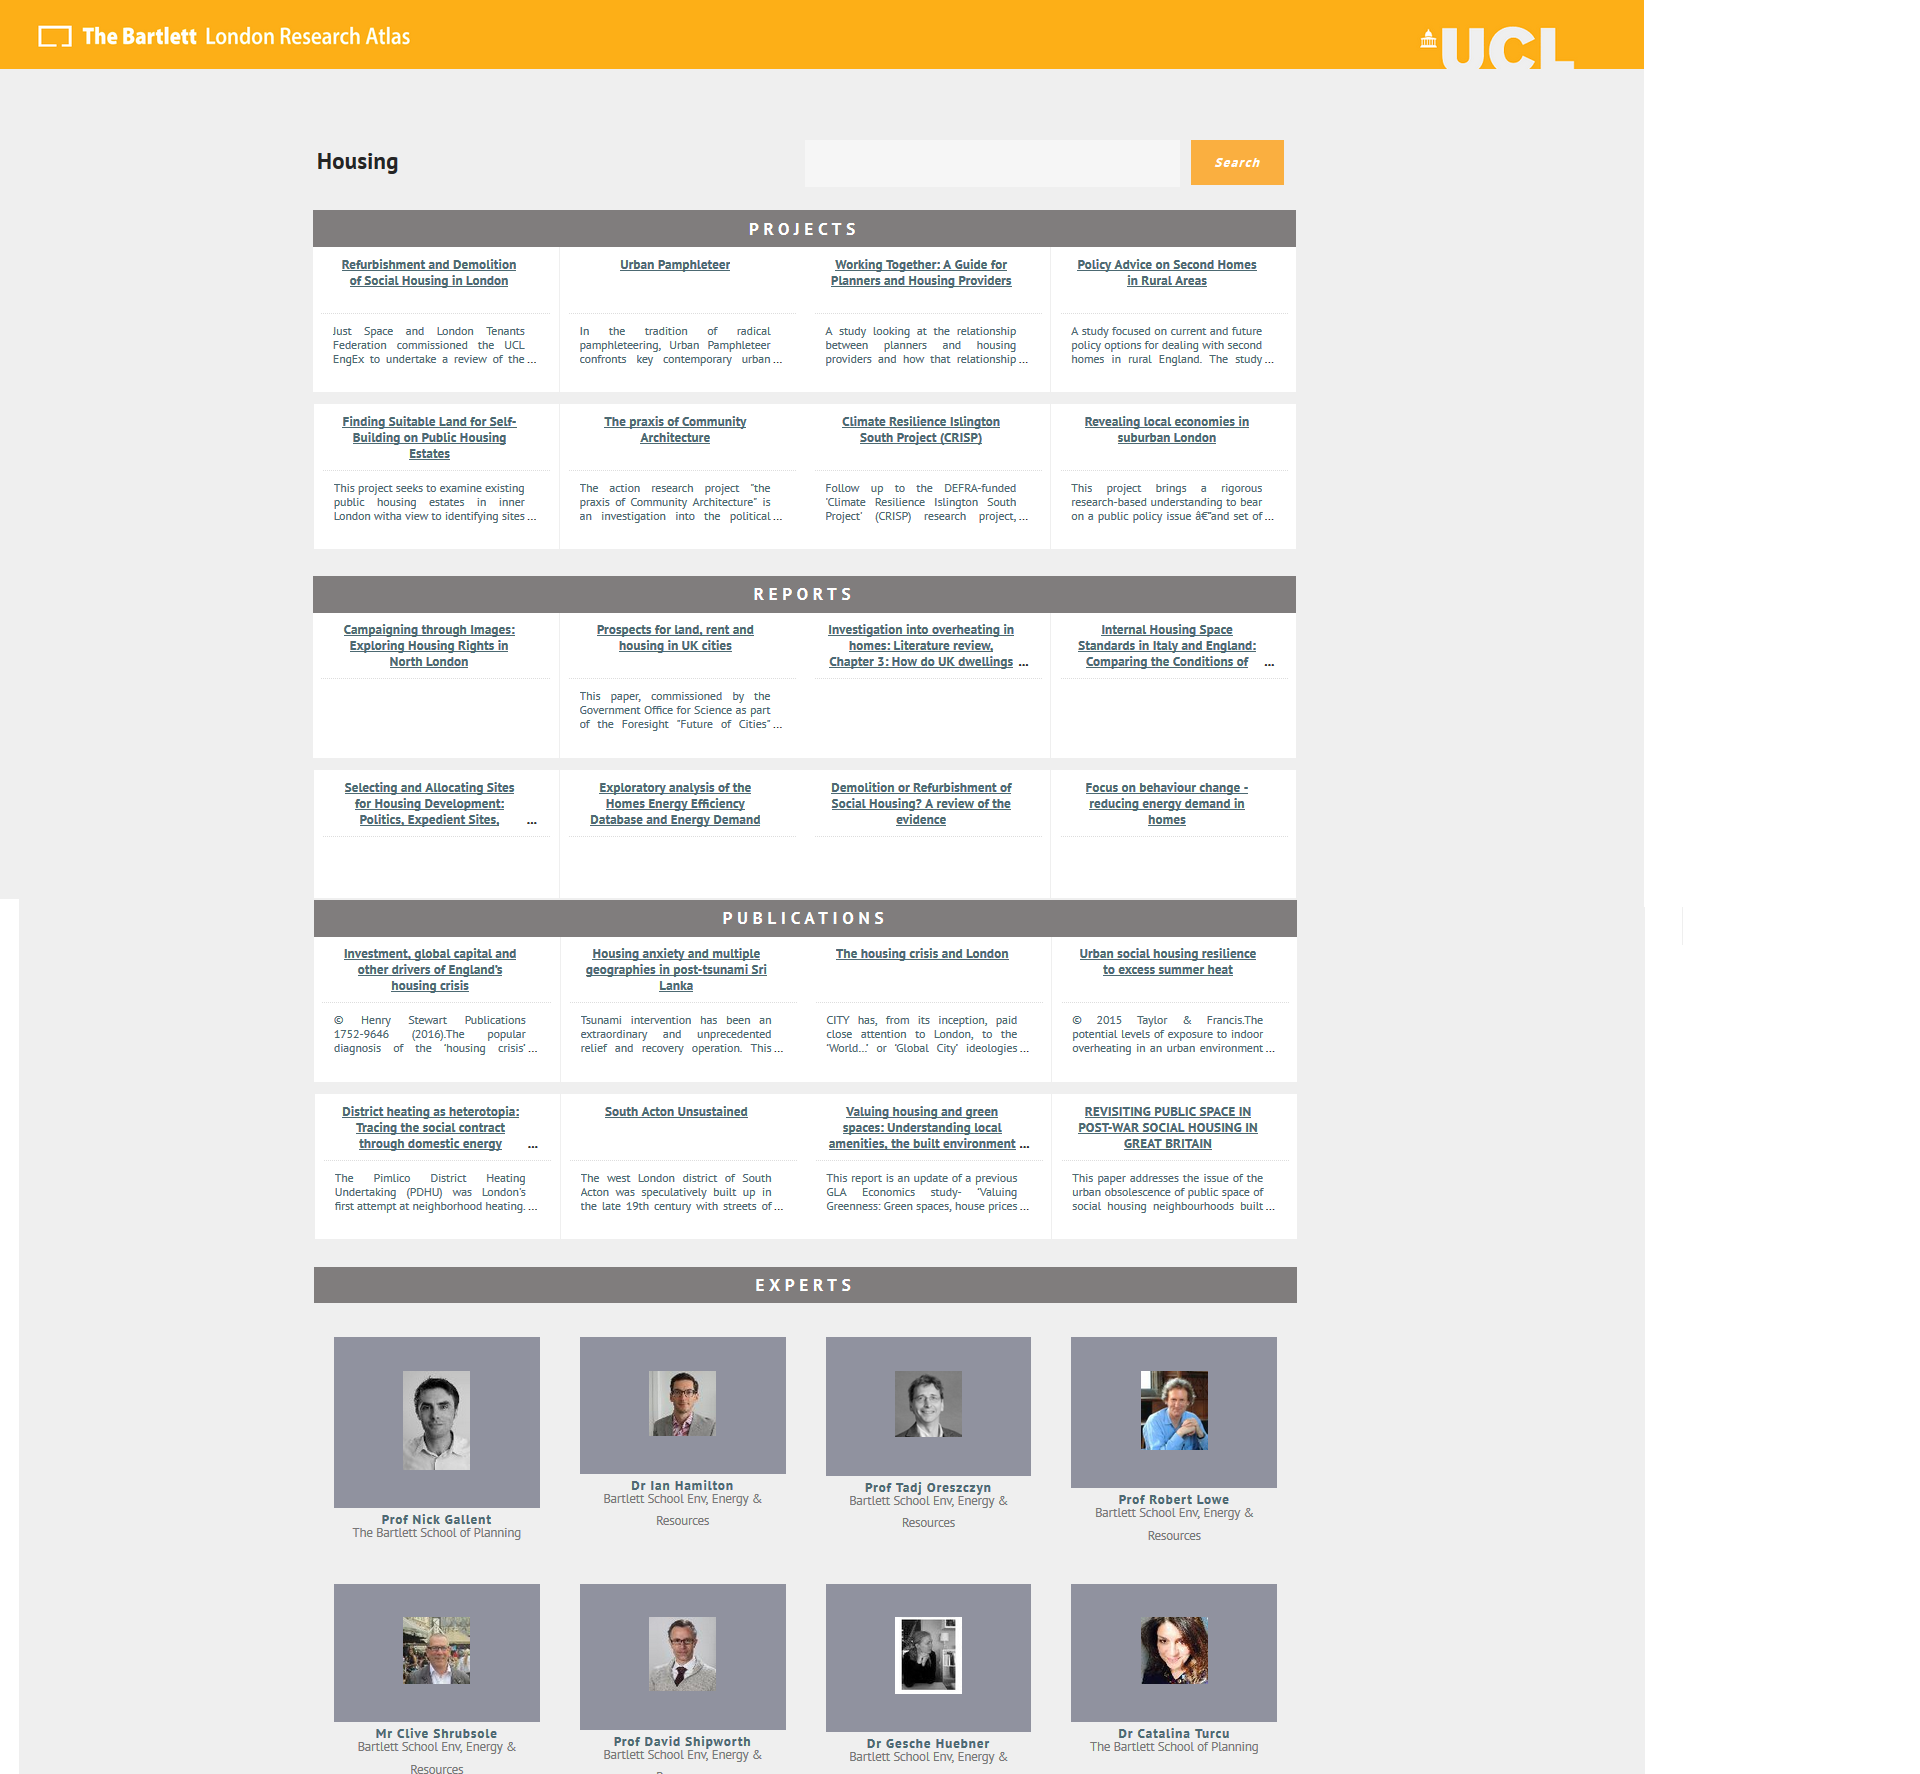 The Bartlett London Research Atlas
UCL
Housing
Search
PROJECTS
Refurbishment and Demolition
of Social Housing in London
Just Space and London Tenants
Federation commissioned the UCL
EngEx to undertake a review of the ...
Urban Pamphleteer
In the tradition of radical
pamphleteering, Urban Pamphleteer
confronts key contemporary urban ...
Working Together: A Guide for
Planners and Housing Providers
A study looking at the relationship
between planners and housing
providers and how that relationship ...
Policy Advice on Second Homes
in Rural Areas
A study focused on current and future
policy options for dealing with second
homes in rural England. The study ...
Finding Suitable Land for Self-
Building on Public Housing
Estates
This project seeks to examine existing
public housing estates in inner
London witha view to identifying sites ...
The praxis of Community
Architecture
The action research project "the
praxis of Community Architecture" is
an investigation into the political ...
Climate Resilience Islington
South Project (CRISP)
Follow up to the DEFRA-funded
'Climate Resilience Islington South
Project' (CRISP) research project, ...
Revealing local economies in
suburban London
This project brings a rigorous
research-based understanding to bear
on a public policy issue â€“and set of ...
REPORTS
Campaigning through Images:
Exploring Housing Rights in
North London
Prospects for land, rent and
housing in UK cities
This paper, commissioned by the
Government Office for Science as part
of the Foresight "Future of Cities" ...
Investigation into overheating in
homes: Literature review,
Chapter 3: How do UK dwellings ...
Internal Housing Space
Standards in Italy and England:
Comparing the Conditions of ...
Selecting and Allocating Sites
for Housing Development:
Politics, Expedient Sites, ...
Exploratory analysis of the
Homes Energy Efficiency
Database and Energy Demand
Demolition or Refurbishment of
Social Housing? A review of the
evidence
Focus on behaviour change -
reducing energy demand in
homes
PUBLICATIONS
Investment, global capital and
other drivers of England's
housing crisis
© Henry Stewart Publications
1752-9646 (2016).The popular
diagnosis of the 'housing crisis' ...
Housing anxiety and multiple
geographies in post-tsunami Sri
Lanka
Tsunami intervention has been an
extraordinary and unprecedented
relief and recovery operation. This ...
The housing crisis and London
CITY has, from its inception, paid
close attention to London, to the
'World...' or 'Global City' ideologies ...
Urban social housing resilience
to excess summer heat
© 2015 Taylor & Francis.The
potential levels of exposure to indoor
overheating in an urban environment ...
District heating as heterotopia:
Tracing the social contract
through domestic energy ...
The Pimlico District Heating
Undertaking (PDHU) was London's
first attempt at neighborhood heating. ...
South Acton Unsustained
The west London district of South
Acton was speculatively built up in
the late 19th century with streets of ...
Valuing housing and green
spaces: Understanding local
amenities, the built environment ...
This report is an update of a previous
GLA Economics study- 'Valuing
Greenness: Green spaces, house prices ...
REVISITING PUBLIC SPACE IN
POST-WAR SOCIAL HOUSING IN
GREAT BRITAIN
This paper addresses the issue of the
urban obsolescence of public space of
social housing neighbourhoods built ...
EXPERTS
Prof Nick Gallent
The Bartlett School of Planning
Dr Ian Hamilton
Bartlett School Env, Energy &
Resources
Prof Tadj Oreszczyn
Bartlett School Env, Energy &
Resources
Prof Robert Lowe
Bartlett School Env, Energy &
Resources
Mr Clive Shrubsole
Bartlett School Env, Energy &
Resources
Prof David Shipworth
Bartlett School Env, Energy &
Dr Gesche Huebner
Bartlett School Env, Energy &
Dr Catalina Turcu
The Bartlett School of Planning